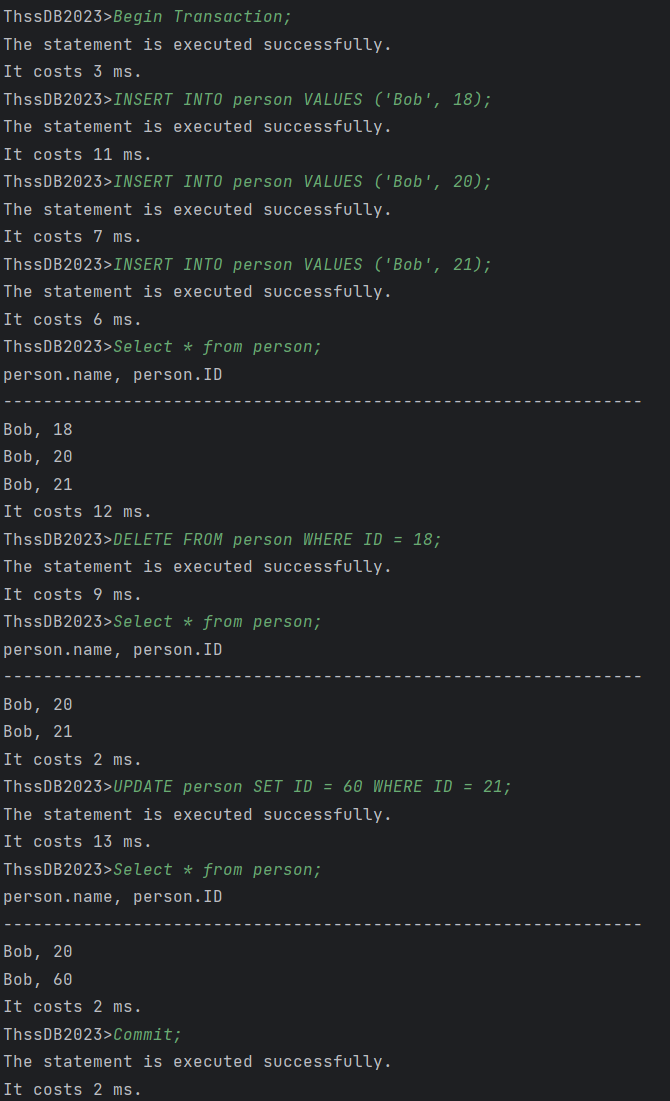 ThssDB2023>Begin Transaction;
The statement is executed successfully.
It costs 3 ms.
ThssDB2023>INSERT INTO person VALUES ('Bob', 18);
The statement is executed successfully.
It costs 11 ms.
ThssDB2023>INSERT INTO person VALUES ('Bob', 20);
The statement is executed successfully.
It costs 7 ms.
ThssDB2023>INSERT INTO person VALUES ('Bob', 21);
The statement is executed successfully.
It costs 6 ms.
ThssDB2023>Select * from person;
person.name, person.ID
----------------------------------------------------------------
Bob, 18
Bob, 20
Bob, 21
It costs 12 ms.
ThssDB2023>DELETE FROM person WHERE ID = 18;
The statement is executed successfully.
It costs 9 ms.
ThssDB2023>Select * from person;
person.name, person.ID
----------------------------------------------------------------
Bob, 20
Bob, 21
It costs 2 ms.
ThssDB2023>UPDATE person SET ID = 60 WHERE ID = 21;
The statement is executed successfully.
It costs 13 ms.
ThssDB2023>Select * from person;
person.name, person.ID
----------------------------------------------------------------
Bob, 20
Bob, 60
It costs 2 ms.
ThssDB2023>Commit;
The statement is executed successfully.
It costs 2 ms.